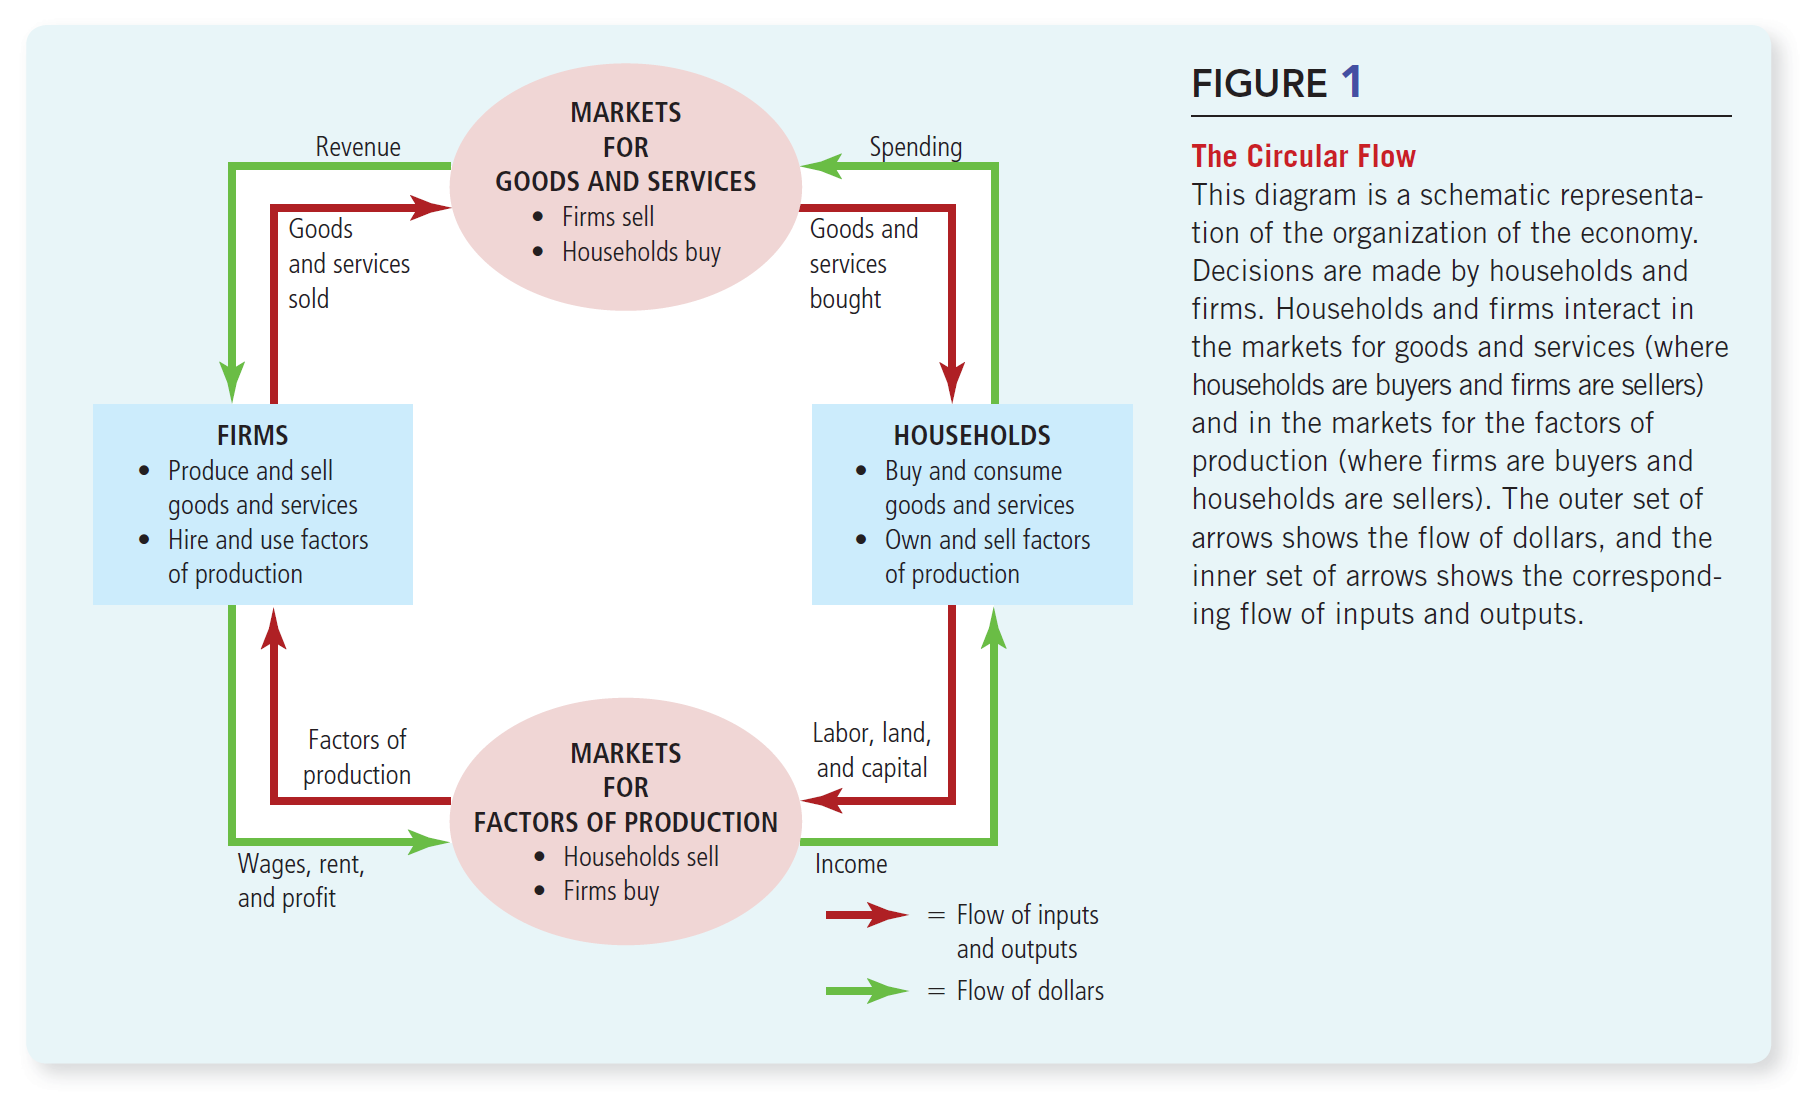 MARKETS
FOR
GOODS AND SERVICES
• Firms sell
• Households buy
Revenue
Spending
Goods
and services
sold
Goods and
services
bought
FIRMS
• Produce and sell
goods and services
• Hire and use factors
of production
HOUSEHOLDS
• Buy and consume
goods and services
• Own and sell factors
of production
Factors of
production
Labor, land,
and capital
MARKETS
FOR
FACTORS OF PRODUCTION
• Households sell
• Firms buy
Wages, rent,
and profit
Income
= Flow of inputs
and outputs
= Flow of dollars
FIGURE 1
The Circular Flow
This diagram is a schematic representa-
tion of the organization of the economy.
Decisions are made by households and
firms. Households and firms interact in
the markets for goods and services (where
households are buyers and firms are sellers)
and in the markets for the factors of
production (where firms are buyers and
households are sellers). The outer set of
arrows shows the flow of dollars, and the
inner set of arrows shows the correspond-
ing flow of inputs and outputs.